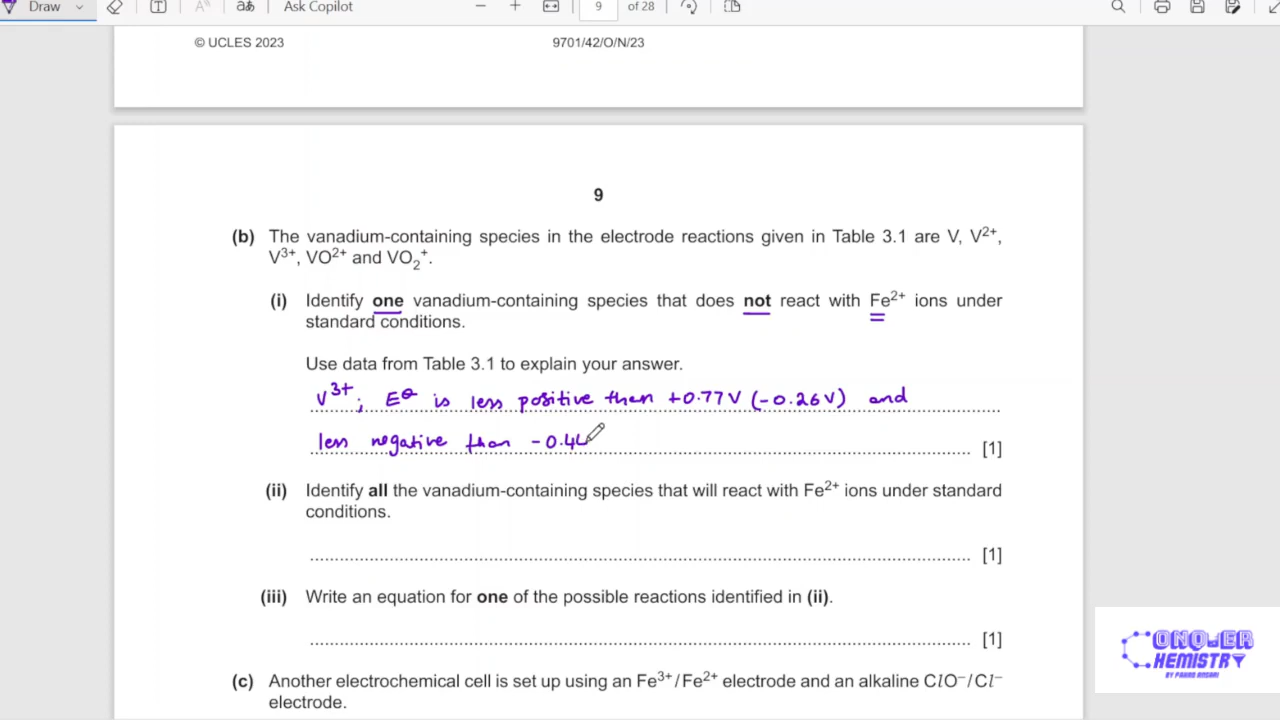 Draw
Ask Copilot
9 of 28
© UCLES 2023
9701/42/O/N/23
9
(b) The vanadium-containing species in the electrode reactions given in Table 3.1 are V, V²⁺,
V³⁺, VO²⁺ and VO₂⁺.
(i) Identify one vanadium-containing species that does not react with Fe²⁺ ions under
standard conditions.
Use data from Table 3.1 to explain your answer.
V³⁺; E⊖ is less positive than +0.77V (-0.26V) and
less negative than -0.44
[1]
(ii) Identify all the vanadium-containing species that will react with Fe²⁺ ions under standard
conditions.
[1]
(iii) Write an equation for one of the possible reactions identified in (ii).
[1]
(c) Another electrochemical cell is set up using an Fe³⁺/Fe²⁺ electrode and an alkaline ClO⁻/Cl⁻
electrode.
CONQUER
CHEMISTRY